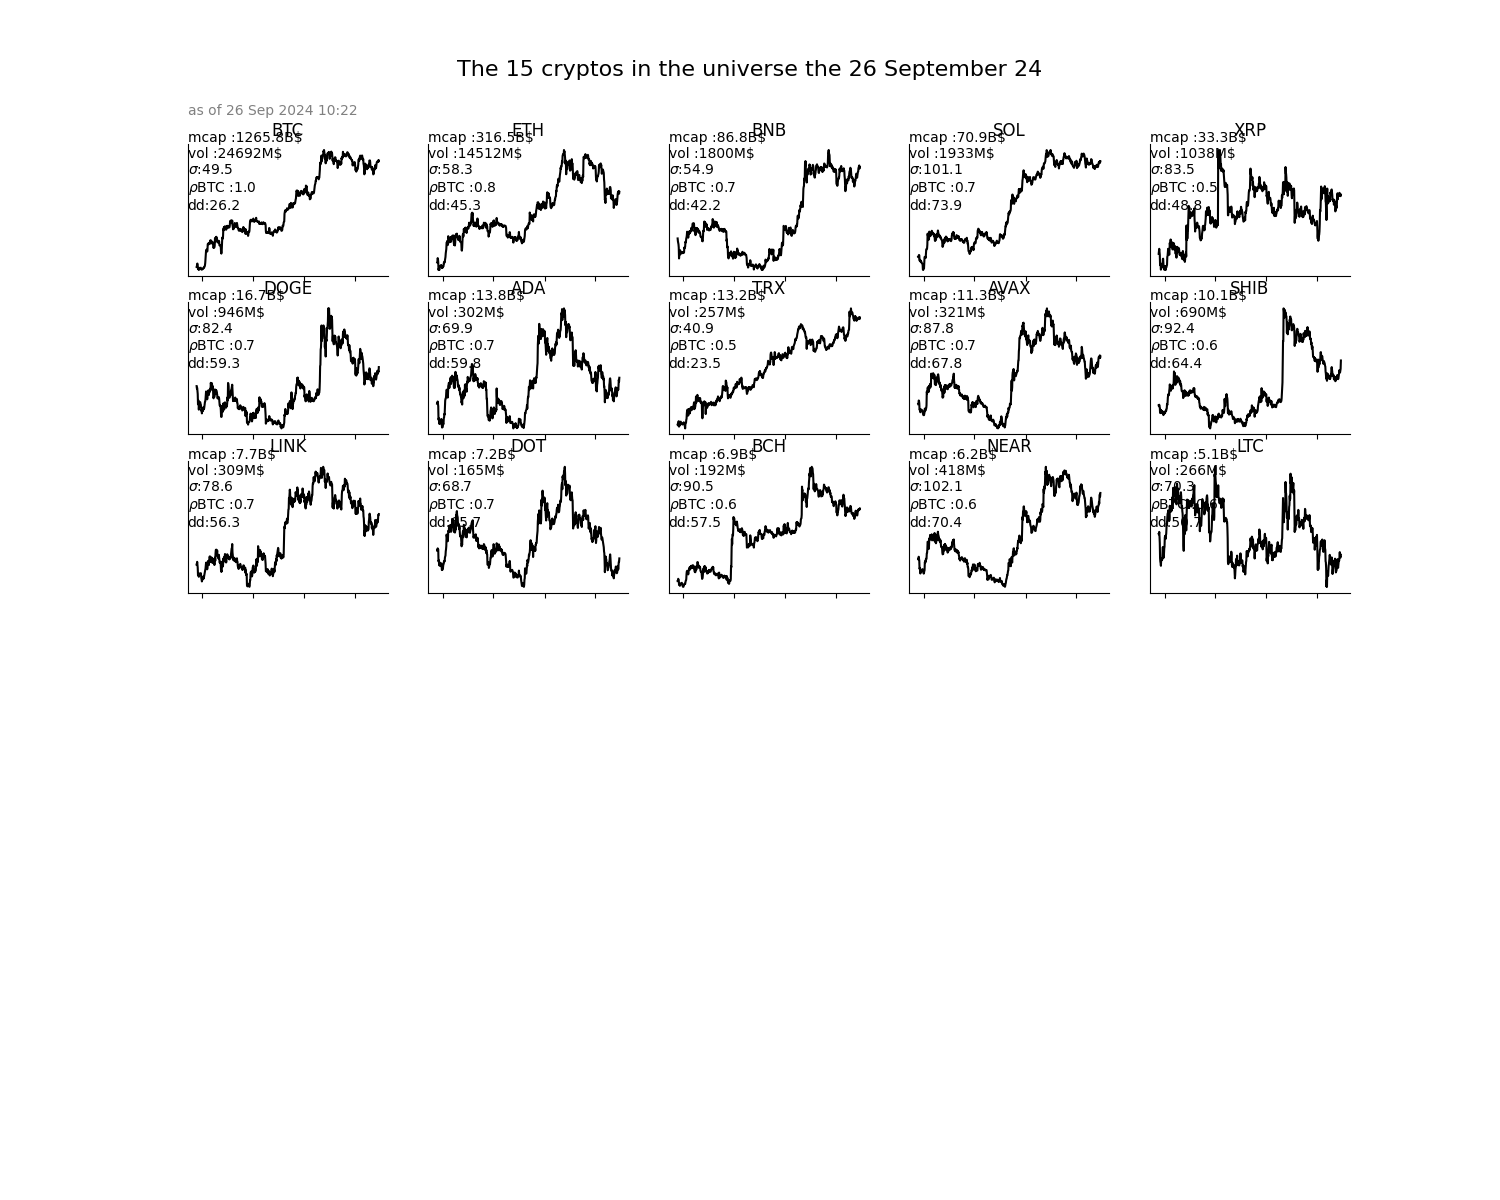 The 15 cryptos in the universe the 26 September 24
as of 26 Sep 2024 10:22
BTC
mcap :1265.8B$
vol :24692M$
σ:49.5
ρBTC :1.0
dd:26.2
ETH
mcap :316.5B$
vol :14512M$
σ:58.3
ρBTC :0.8
dd:45.3
BNB
mcap :86.8B$
vol :1800M$
σ:54.9
ρBTC :0.7
dd:42.2
SOL
mcap :70.9B$
vol :1933M$
σ:101.1
ρBTC :0.7
dd:73.9
XRP
mcap :33.3B$
vol :1038M$
σ:83.5
ρBTC :0.5
dd:48.8
DOGE
mcap :16.7B$
vol :946M$
σ:82.4
ρBTC :0.7
dd:59.3
ADA
mcap :13.8B$
vol :302M$
σ:69.9
ρBTC :0.7
dd:59.8
TRX
mcap :13.2B$
vol :257M$
σ:40.9
ρBTC :0.5
dd:23.5
AVAX
mcap :11.3B$
vol :321M$
σ:87.8
ρBTC :0.7
dd:67.8
SHIB
mcap :10.1B$
vol :690M$
σ:92.4
ρBTC :0.6
dd:64.4
LINK
mcap :7.7B$
vol :309M$
σ:78.6
ρBTC :0.7
dd:56.3
DOT
mcap :7.2B$
vol :165M$
σ:68.7
ρBTC :0.7
BCH
mcap :6.9B$
vol :192M$
σ:90.5
ρBTC :0.6
dd:57.5
NEAR
mcap :6.2B$
vol :418M$
σ:102.1
ρBTC :0.6
dd:70.4
LTC
mcap :5.1B$
vol :266M$
σ:70.3
ρBTC :0.6